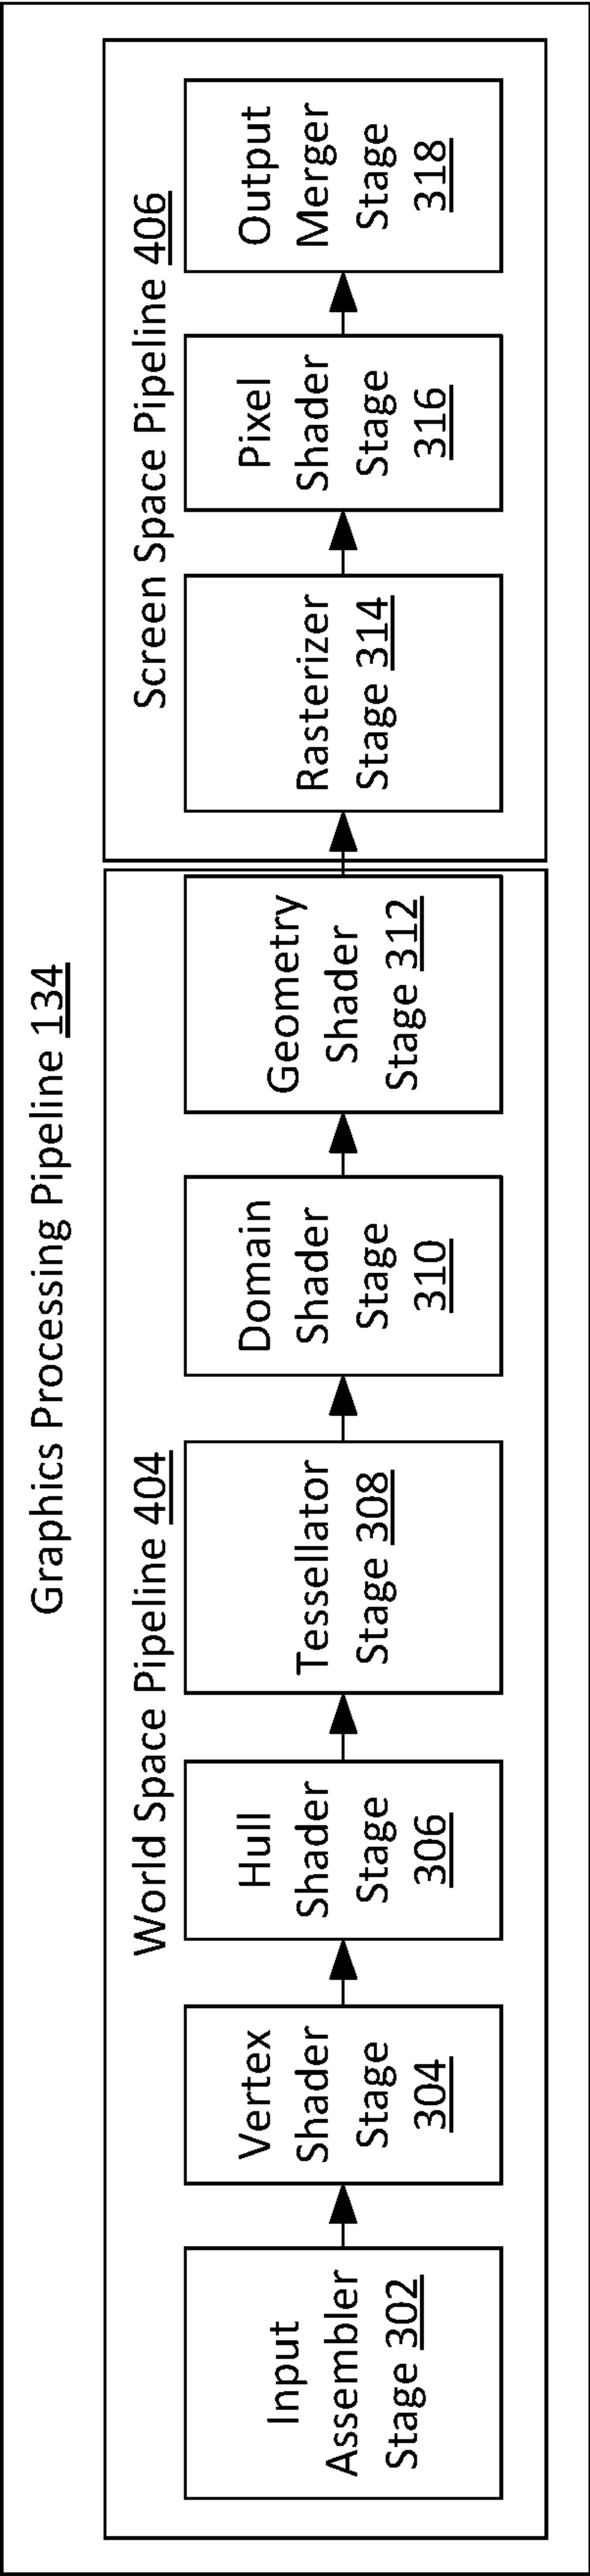 Graphics Processing Pipeline 134
World Space Pipeline 404
Input
Assembler
Stage 302
Vertex
Shader
Stage
304
Hull
Shader
Stage
306
Tessellator
Stage 308
Domain
Shader
Stage
310
Geometry
Shader
Stage 312
Screen Space Pipeline 406
Rasterizer
Stage 314
Pixel
Shader
Stage
316
Output
Merger
Stage
318